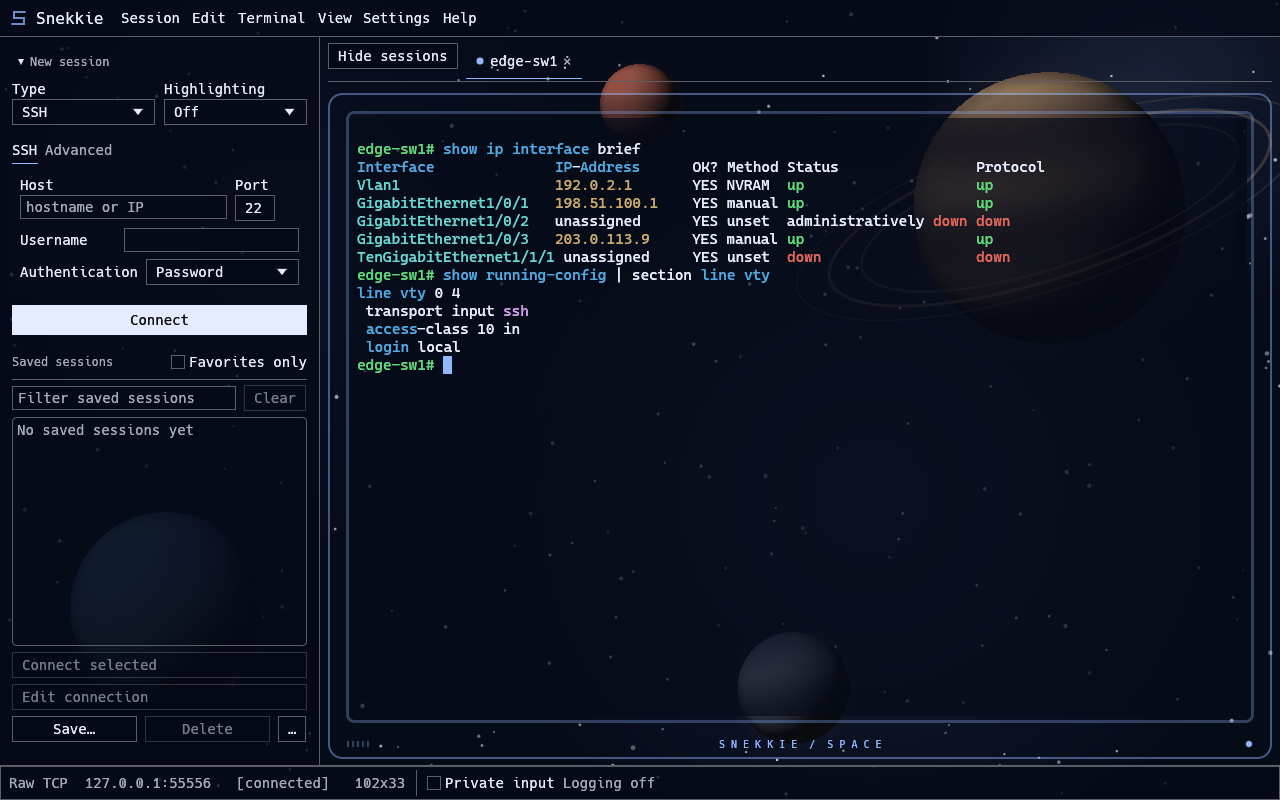 Snekkie Session Edit Terminal View Settings Help
▾ New session
Type Highlighting
SSH Off
SSH Advanced
Host Port
hostname or IP 22
Username
Authentication Password
Connect
Saved sessions Favorites only
Filter saved sessions Clear
No saved sessions yet
Connect selected
Edit connection
Save… Delete …
Hide sessions edge-sw1 ×
edge-sw1# show ip interface brief
Interface IP-Address OK? Method Status Protocol
Vlan1 192.0.2.1 YES NVRAM up up
GigabitEthernet1/0/1 198.51.100.1 YES manual up up
GigabitEthernet1/0/2 unassigned YES unset administratively down down
GigabitEthernet1/0/3 203.0.113.9 YES manual up up
TenGigabitEthernet1/1/1 unassigned YES unset down down
edge-sw1# show running-config | section line vty
line vty 0 4
transport input ssh
access-class 10 in
login local
edge-sw1#
SNEKKIE / SPACE
Raw TCP 127.0.0.1:55556 [connected] 102x33 Private input Logging off